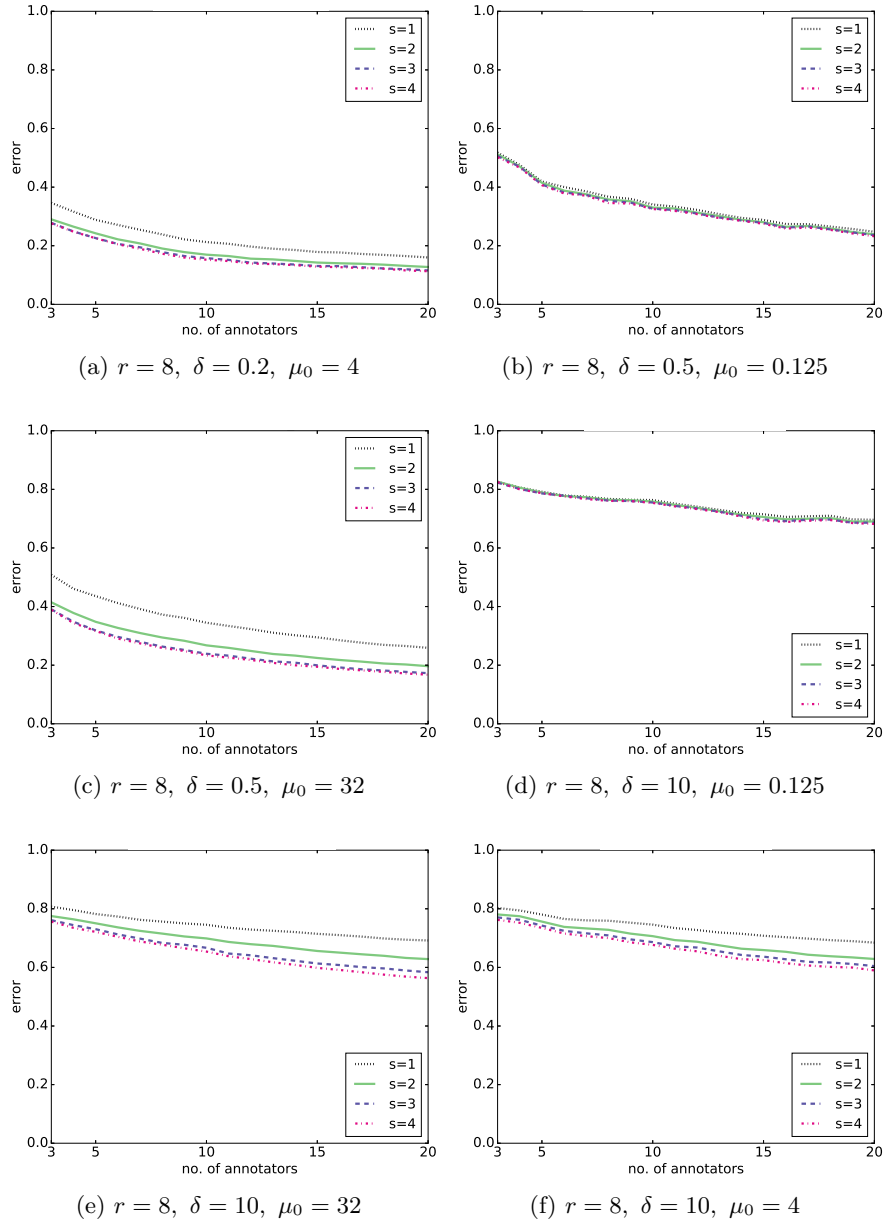 1.0 1.0
s=1 s=1
s=2 s=2
0.8 0.8
s=3 s=3
s=4 s=4
0.6 0.6
error error
0.4 0.4
0.2 0.2
0.0 0.0
3 5 10 15 20 3 5 10 15 20
no. of annotators no. of annotators
(a) r = 8, δ = 0.2, μ₀ = 4 (b) r = 8, δ = 0.5, μ₀ = 0.125
1.0 1.0
s=1
s=2
0.8 0.8
s=3
s=4
0.6 0.6
error error
0.4 0.4
s=1
s=2
0.2 0.2
s=3
s=4
0.0 0.0
3 5 10 15 20 3 5 10 15 20
no. of annotators no. of annotators
(c) r = 8, δ = 0.5, μ₀ = 32 (d) r = 8, δ = 10, μ₀ = 0.125
1.0 1.0
0.8 0.8
0.6 0.6
error error
0.4 0.4
s=1 s=1
s=2 s=2
0.2 0.2
s=3 s=3
s=4 s=4
0.0 0.0
3 5 10 15 20 3 5 10 15 20
no. of annotators no. of annotators
(e) r = 8, δ = 10, μ₀ = 32 (f) r = 8, δ = 10, μ₀ = 4